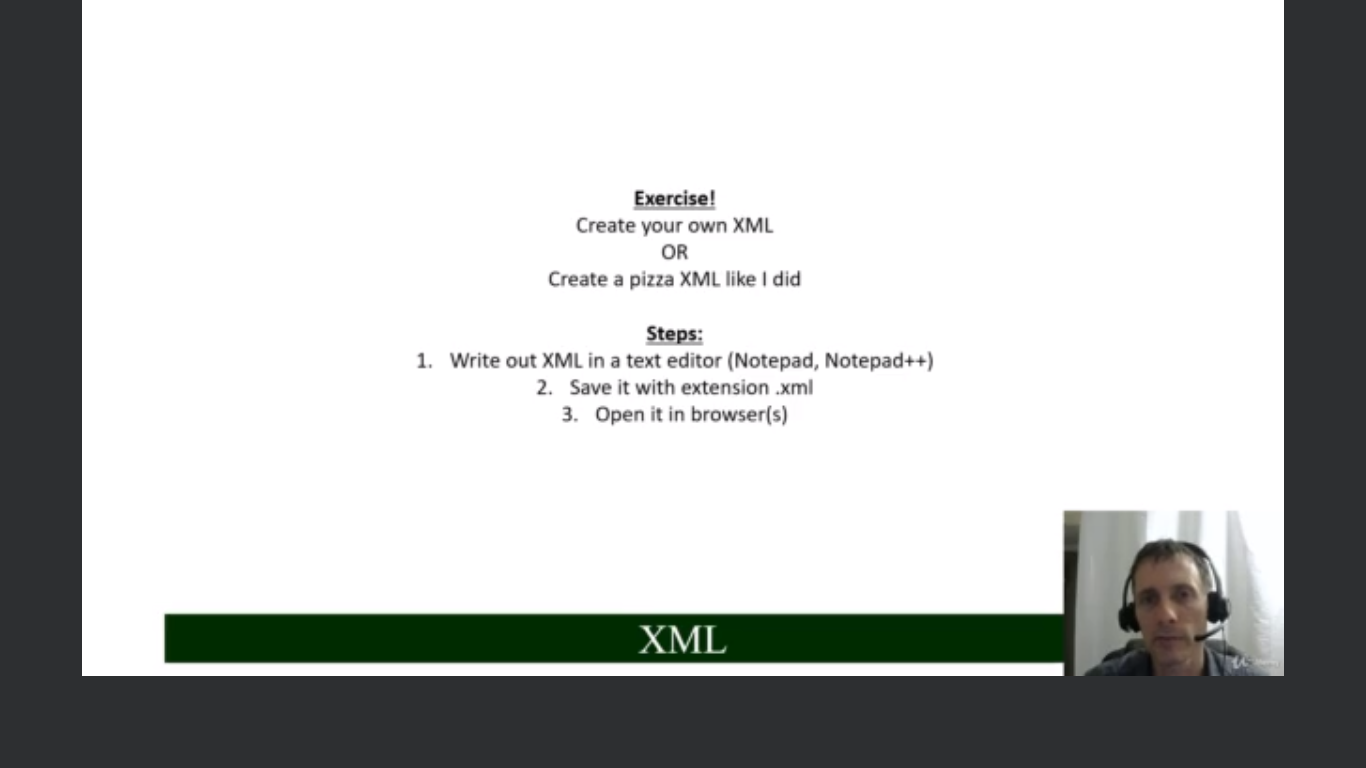 Exercise!
Create your own XML
OR
Create a pizza XML like I did
Steps:
1. Write out XML in a text editor (Notepad, Notepad++)
2. Save it with extension .xml
3. Open it in browser(s)
XML